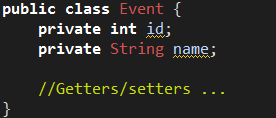 public class Event {
    private int id;
    private String name;

    //Getters/setters ...
}